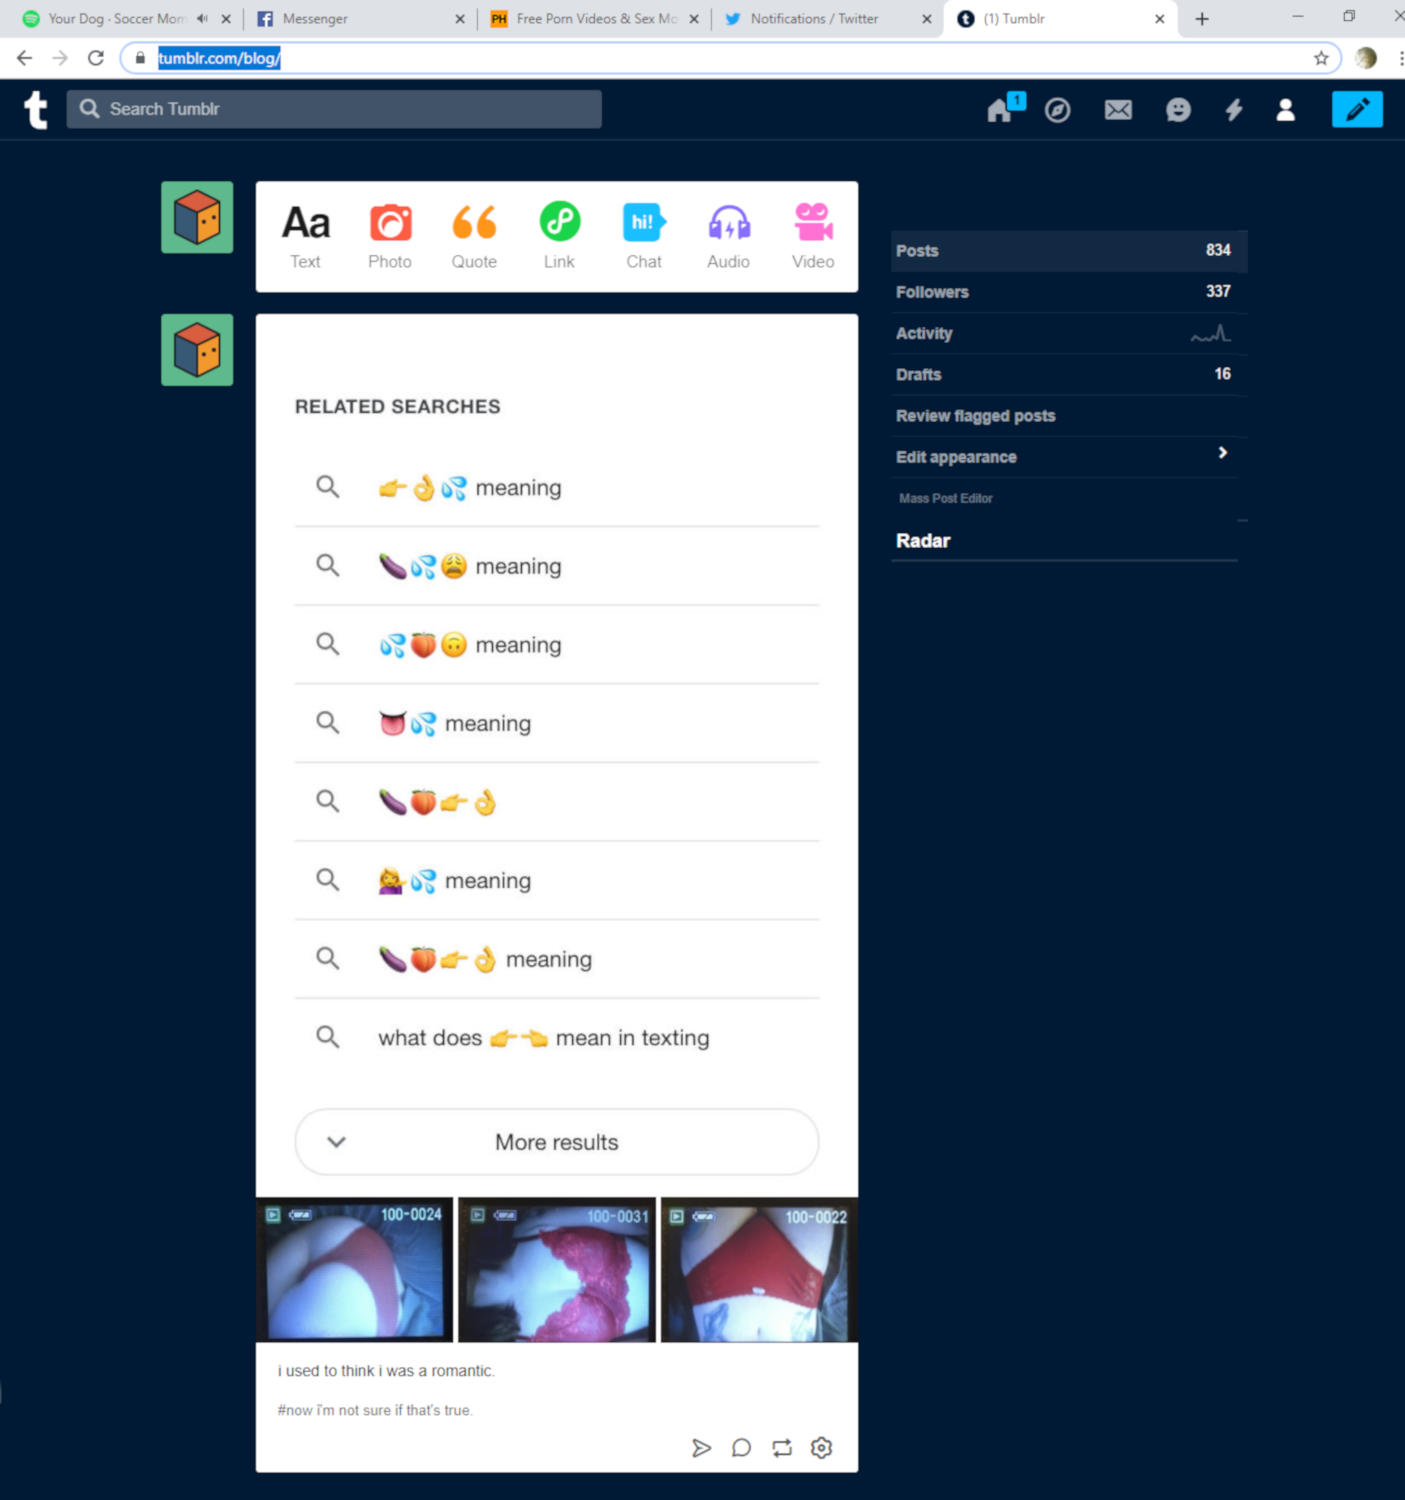 Your Dog · Soccer Mom
Messenger
PH Free Porn Videos & Sex Mo
Notifications / Twitter
(1) Tumblr
tumblr.com/blog/
t
Search Tumblr
1
Aa
hi!
Text
Photo
Quote
Link
Chat
Audio
Video
Posts 834
Followers 337
Activity
Drafts 16
Review flagged posts
Edit appearance
Mass Post Editor
Radar
RELATED SEARCHES
👉👌💦 meaning
🍆💦😩 meaning
💦🍑🙃 meaning
👅💦 meaning
🍆🍑👉👌
💁‍♀️💦 meaning
🍆🍑👉👌 meaning
what does 👉👈 mean in texting
More results
100-0024
100-0031
100-0022
i used to think i was a romantic.
#now i'm not sure if that's true.